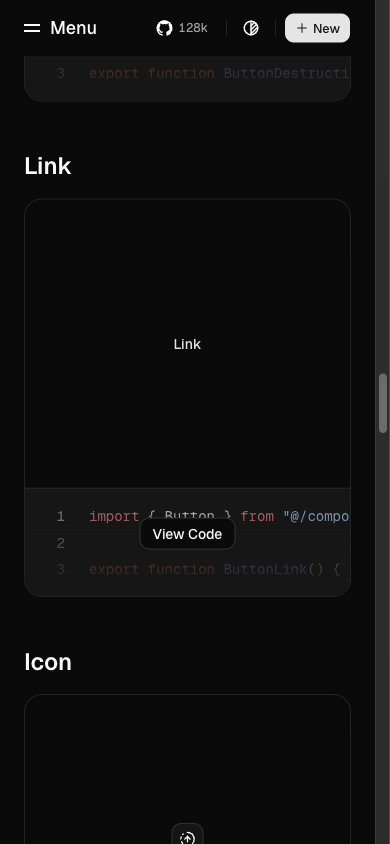 Menu
128k
New
3 export function ButtonDestructi
Link
Link
1 import { Button } from "@/compo
View Code
2
3 export function ButtonLink() {
Icon